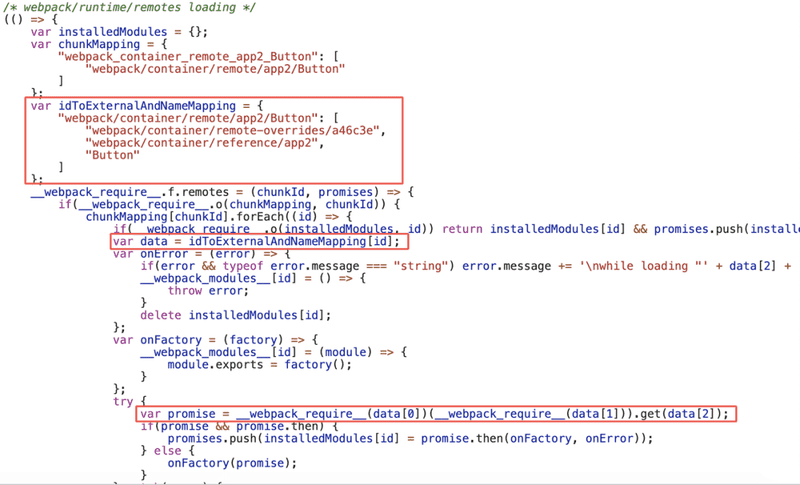 /* webpack/runtime/remotes loading */
(() => {
    var installedModules = {};
    var chunkMapping = {
        "webpack_container_remote_app2_Button": [
            "webpack/container/remote/app2/Button"
        ]
    };
    var idToExternalAndNameMapping = {
        "webpack/container/remote/app2/Button": [
            "webpack/container/remote-overrides/a46c3e",
            "webpack/container/reference/app2",
            "Button"
        ]
    };
    __webpack_require__.f.remotes = (chunkId, promises) => {
        if(__webpack_require__.o(chunkMapping, chunkId)) {
            chunkMapping[chunkId].forEach((id) => {
                if(__webpack_require__.o(installedModules, id)) return installedModules[id] && promises.push(instal
                var data = idToExternalAndNameMapping[id];
                var onError = (error) => {
                    if(error && typeof error.message === "string") error.message += '\nwhile loading "' + data[2] +
                    __webpack_modules__[id] = () => {
                        throw error;
                    }
                    delete installedModules[id];
                };
                var onFactory = (factory) => {
                    __webpack_modules__[id] = (module) => {
                        module.exports = factory();
                    }
                };
                try {
                    var promise = __webpack_require__(data[0])(__webpack_require__(data[1])).get(data[2]);
                    if(promise && promise.then) {
                        promises.push(installedModules[id] = promise.then(onFactory, onError));
                    } else {
                        onFactory(promise);
                    }